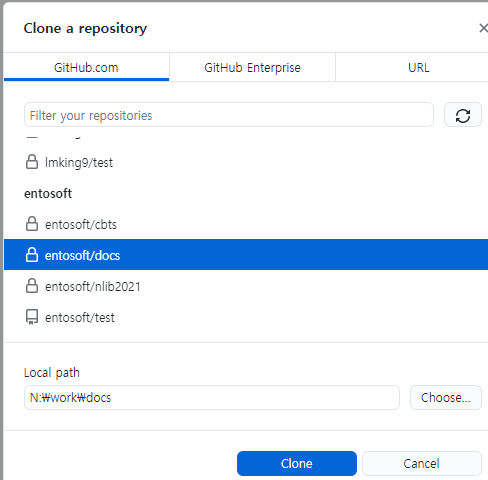 Clone a repository
GitHub.com
GitHub Enterprise
URL
Filter your repositories
lmking9/test
entosoft
entosoft/cbts
entosoft/docs
entosoft/nlib2021
entosoft/test
Local path
N:₩work₩docs
Choose...
Clone
Cancel